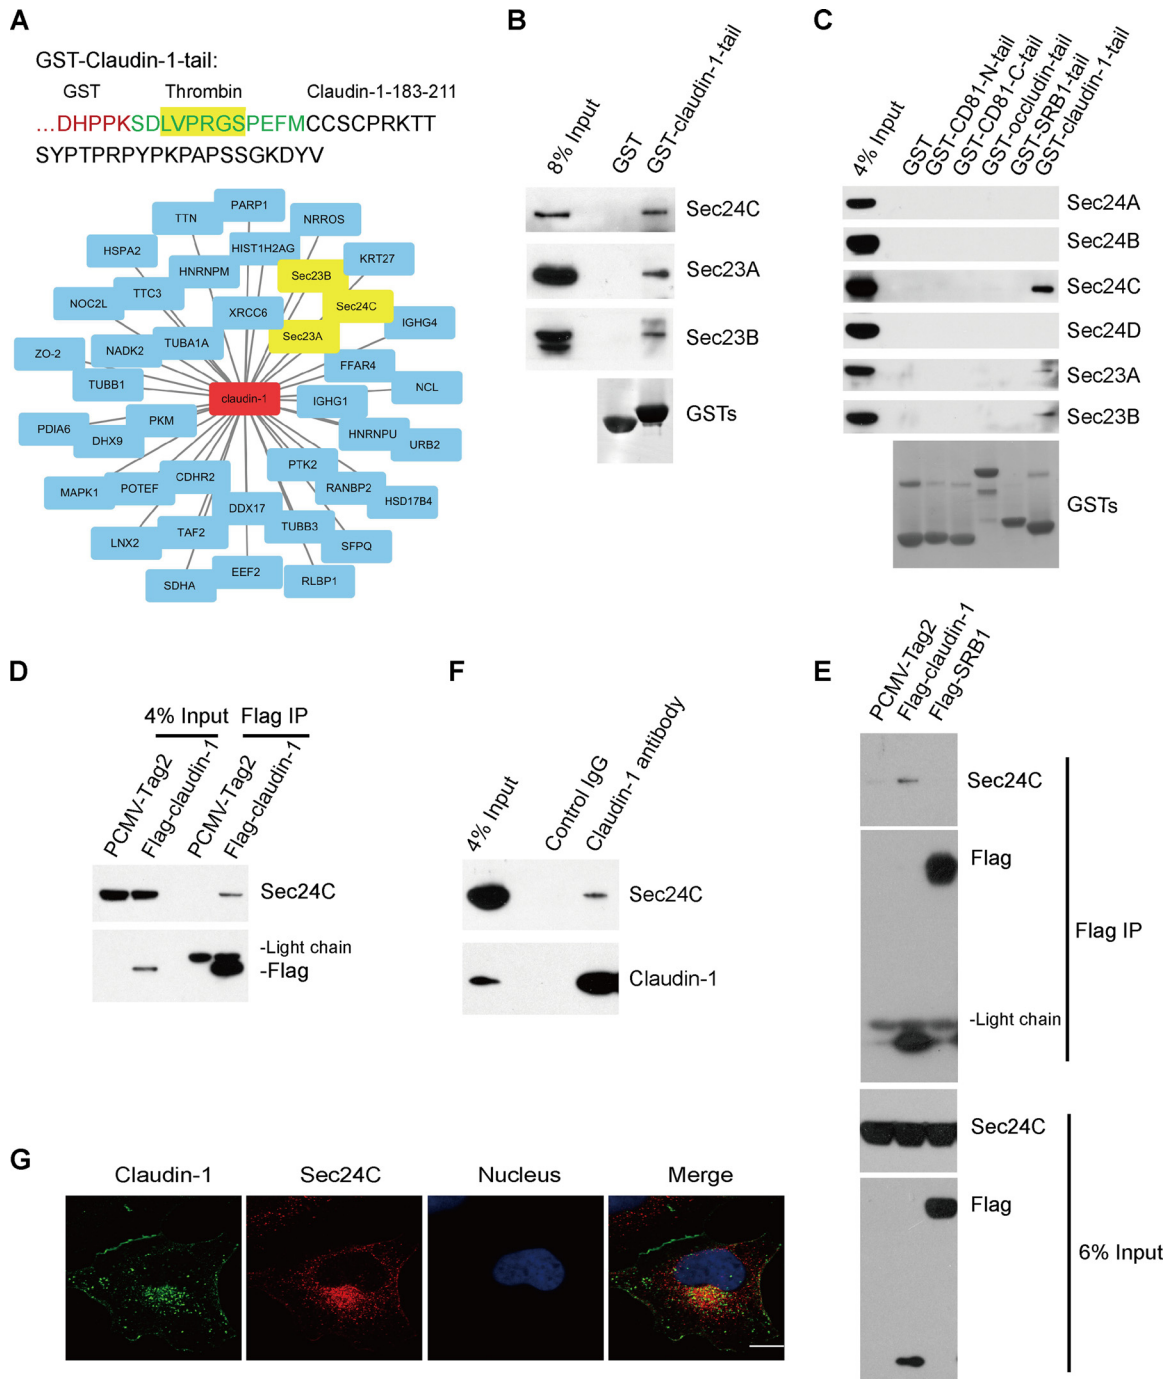 A
GST-Claudin-1-tail:
GST Thrombin Claudin-1-183-211
...DHPPKSDLVPRGSPEFMCCSCPRKTT
SYPTPRPYPKPAPSSGKDYV
PARP1
TTN
NRROS
HSPA2
HIST1H2AG
KRT27
HNRNPM
Sec23B
TTC3
NOC2L
Sec24C
XRCC6
IGHG4
TUBA1A
Sec23A
NADK2
ZO-2
FFAR4
TUBB1
NCL
claudin-1
IGHG1
PKM
PDIA6
HNRNPU
DHX9
URB2
PTK2
CDHR2
MAPK1
POTEF
RANBP2
HSD17B4
DDX17
TAF2
TUBB3
LNX2
SFPQ
EEF2
SDHA
RLBP1
B
8% Input
GST
GST-claudin-1-tail
Sec24C
Sec23A
Sec23B
GSTs
C
4% Input
GST
GST-CD81-N-tail
GST-CD81-C-tail
GST-occludin-tail
GST-SRB1-tail
GST-claudin-1-tail
Sec24A
Sec24B
Sec24C
Sec24D
Sec23A
Sec23B
GSTs
D
4% Input Flag IP
PCMV-Tag2
Flag-claudin-1
PCMV-Tag2
Flag-claudin-1
Sec24C
-Light chain
-Flag
F
4% Input
Control IgG
Claudin-1 antibody
Sec24C
Claudin-1
E
PCMV-Tag2
Flag-claudin-1
Flag-SRB1
Sec24C
Flag
Flag IP
-Light chain
Sec24C
Flag
6% Input
G
Claudin-1 Sec24C Nucleus Merge